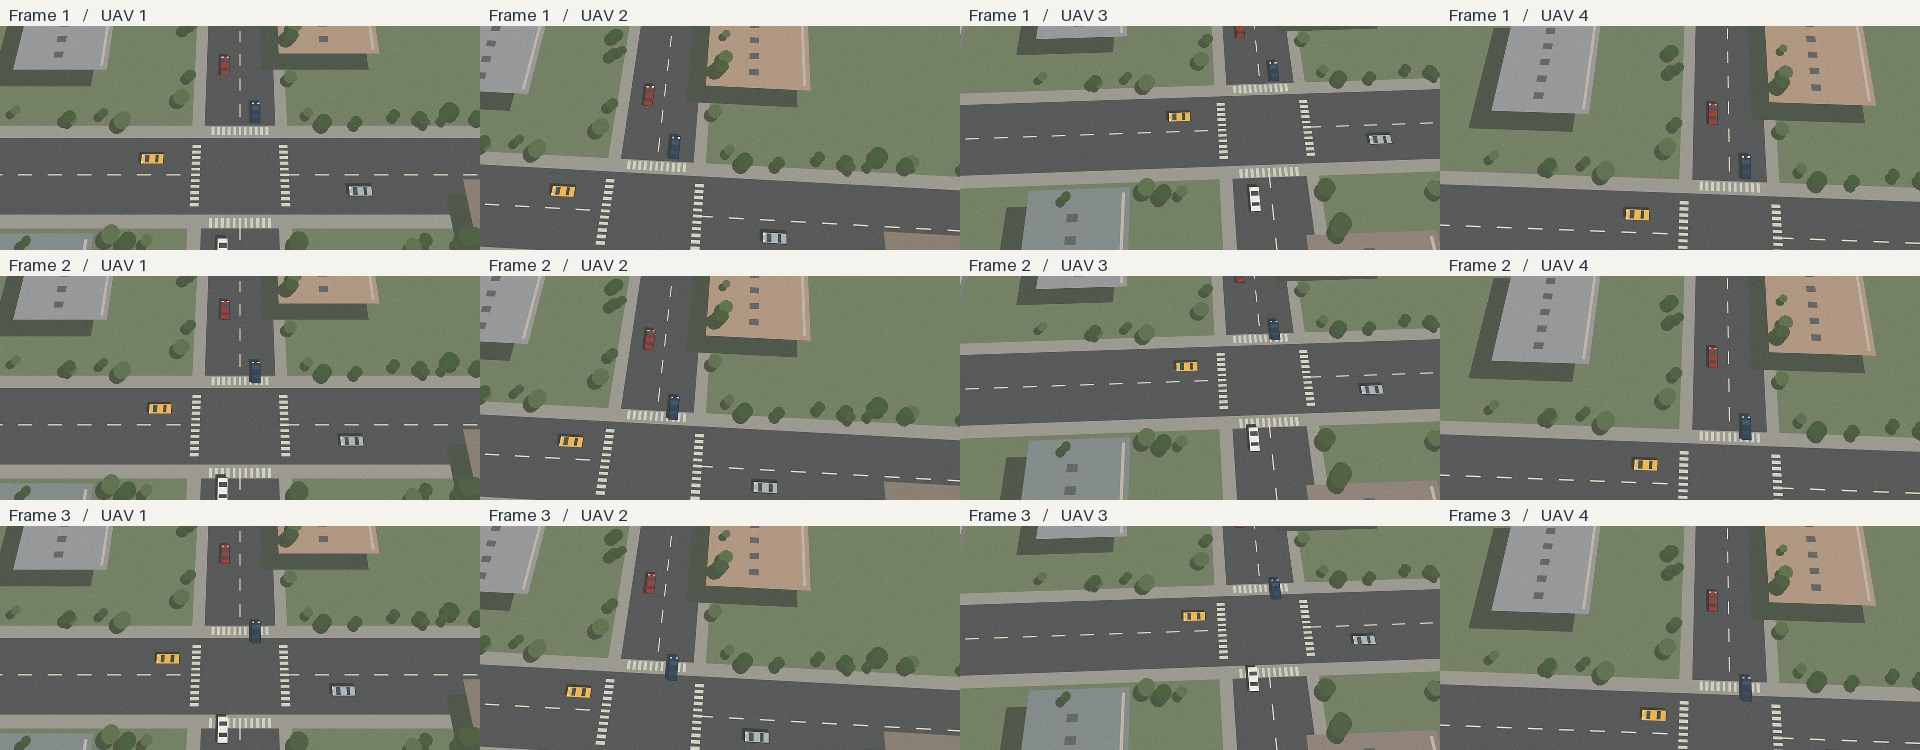 Frame 1 / UAV 1
Frame 1 / UAV 2
Frame 1 / UAV 3
Frame 1 / UAV 4
Frame 2 / UAV 1
Frame 2 / UAV 2
Frame 2 / UAV 3
Frame 2 / UAV 4
Frame 3 / UAV 1
Frame 3 / UAV 2
Frame 3 / UAV 3
Frame 3 / UAV 4